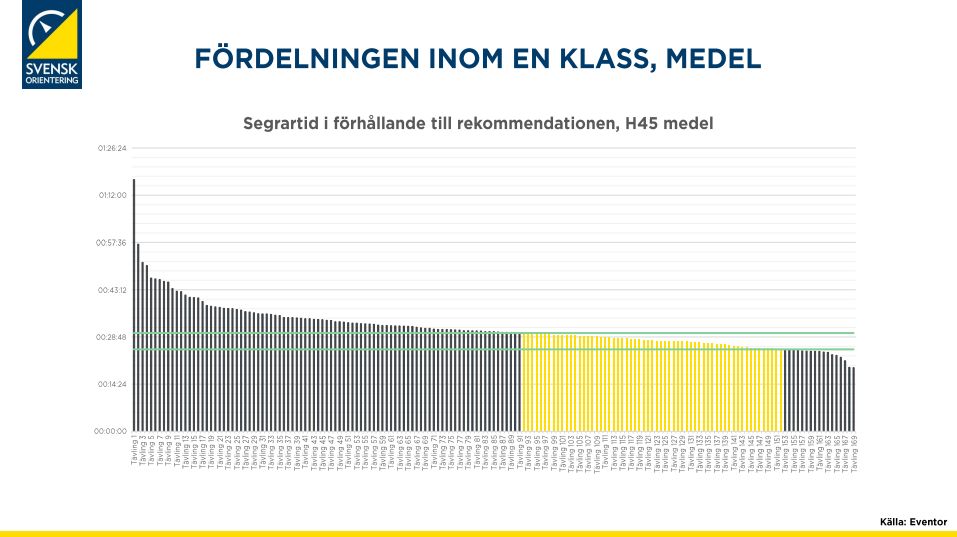 SVENSK
ORIENTERING
FÖRDELNINGEN INOM EN KLASS, MEDEL
Segrartid i förhållande till rekommendationen, H45 medel
01:26:24
01:12:00
00:57:36
00:43:12
00:28:48
00:14:24
00:00:00
Tävling 1
Tävling 3
Tävling 5
Tävling 7
Tävling 9
Tävling 11
Tävling 13
Tävling 15
Tävling 17
Tävling 19
Tävling 21
Tävling 23
Tävling 25
Tävling 27
Tävling 29
Tävling 31
Tävling 33
Tävling 35
Tävling 37
Tävling 39
Tävling 41
Tävling 43
Tävling 45
Tävling 47
Tävling 49
Tävling 51
Tävling 53
Tävling 55
Tävling 57
Tävling 59
Tävling 61
Tävling 63
Tävling 65
Tävling 67
Tävling 69
Tävling 71
Tävling 73
Tävling 75
Tävling 77
Tävling 79
Tävling 81
Tävling 83
Tävling 85
Tävling 87
Tävling 89
Tävling 91
Tävling 93
Tävling 95
Tävling 97
Tävling 99
Tävling 101
Tävling 103
Tävling 105
Tävling 107
Tävling 109
Tävling 111
Tävling 113
Tävling 115
Tävling 117
Tävling 119
Tävling 121
Tävling 123
Tävling 125
Tävling 127
Tävling 129
Tävling 131
Tävling 133
Tävling 135
Tävling 137
Tävling 139
Tävling 141
Tävling 143
Tävling 145
Tävling 147
Tävling 149
Tävling 151
Tävling 153
Tävling 155
Tävling 157
Tävling 159
Tävling 161
Tävling 163
Tävling 165
Tävling 167
Tävling 169
Källa: Eventor